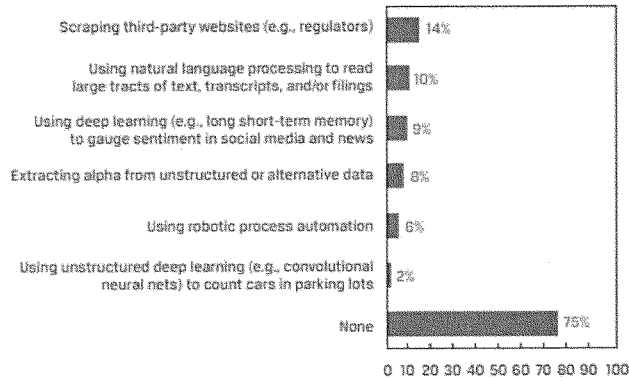 Scraping third-party websites (e.g., regulators)
14%
Using natural language processing to read
large tracts of text, transcripts, and/or filings
10%
Using deep learning (e.g., long short-term memory)
to gauge sentiment in social media and news
9%
Extracting alpha from unstructured or alternative data
8%
Using robotic process automation
6%
Using unstructured deep learning (e.g., convolutional
neural nets) to count cars in parking lots
2%
None
75%
0 10 20 30 40 50 60 70 80 90 100